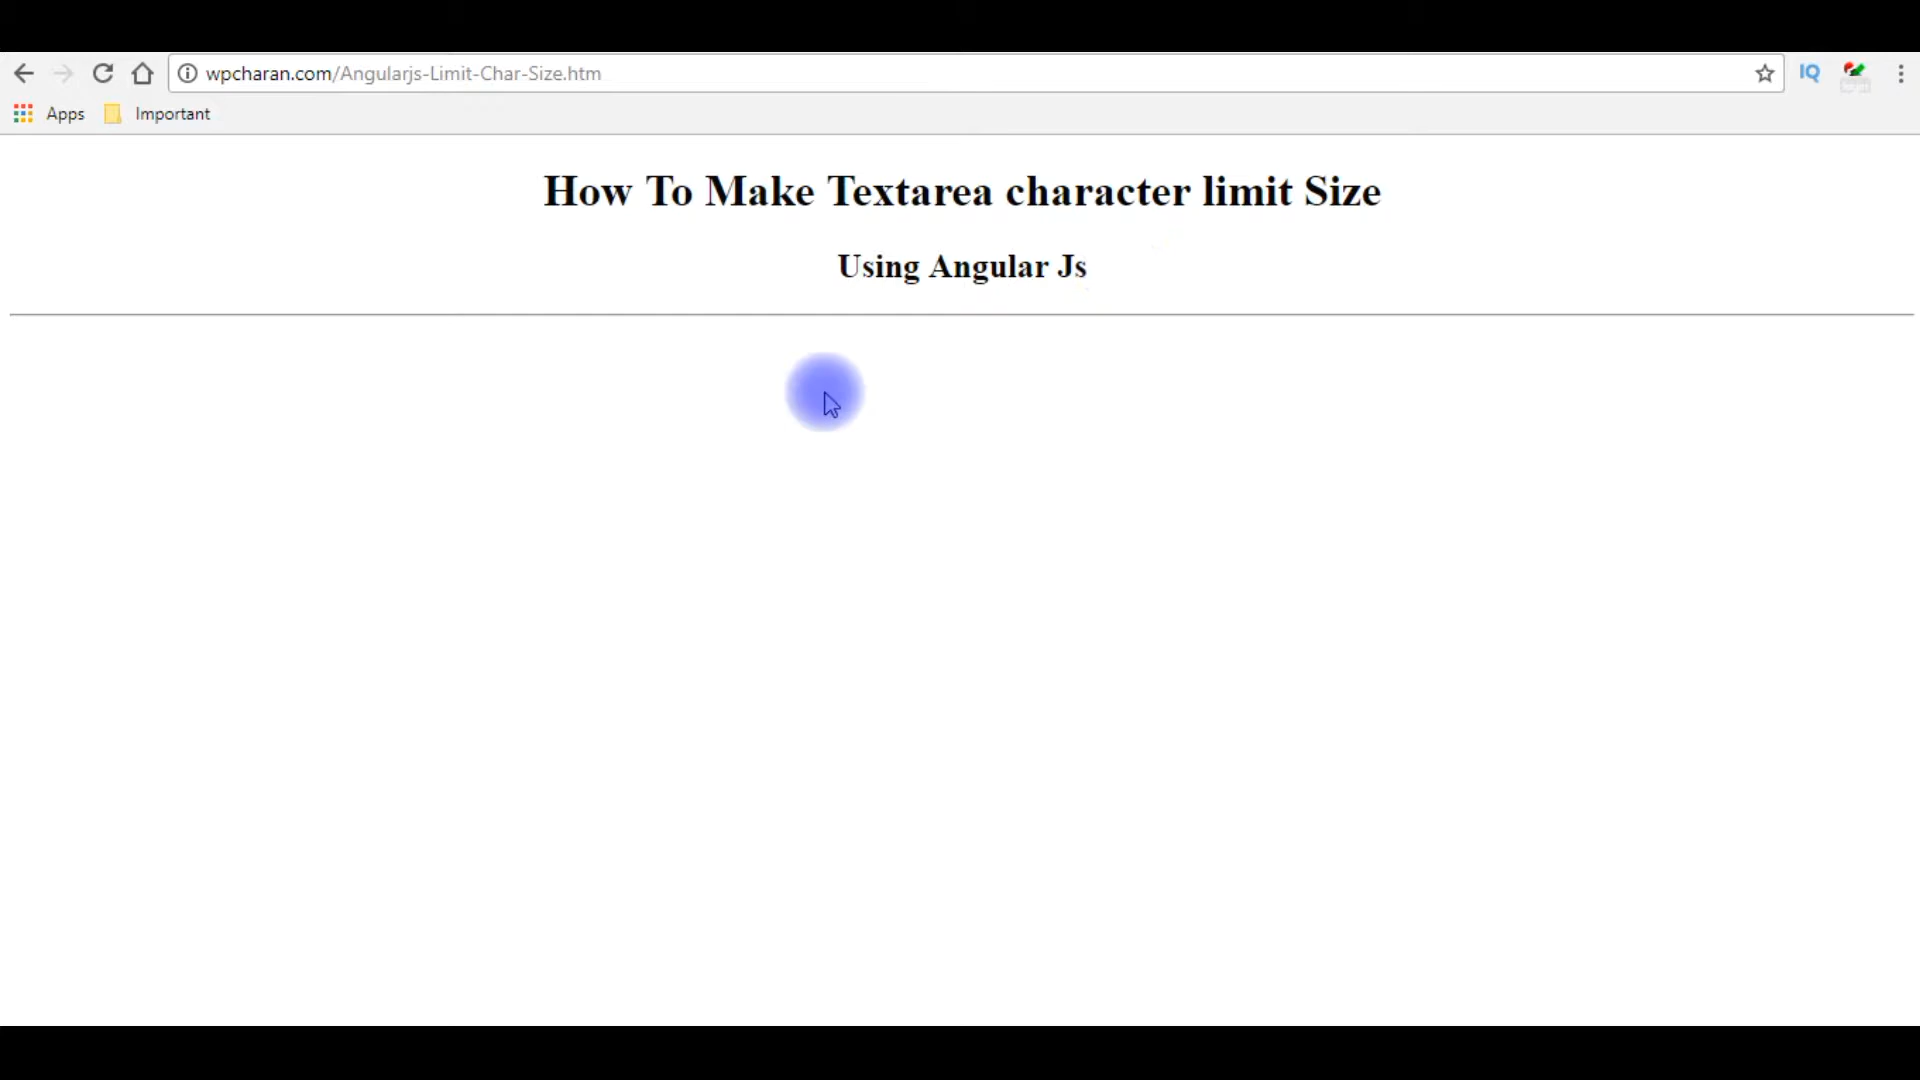 wpcharan.com/Angularjs-Limit-Char-Size.htm
IQ
Apps
Important
How To Make Textarea character limit Size
Using Angular Js